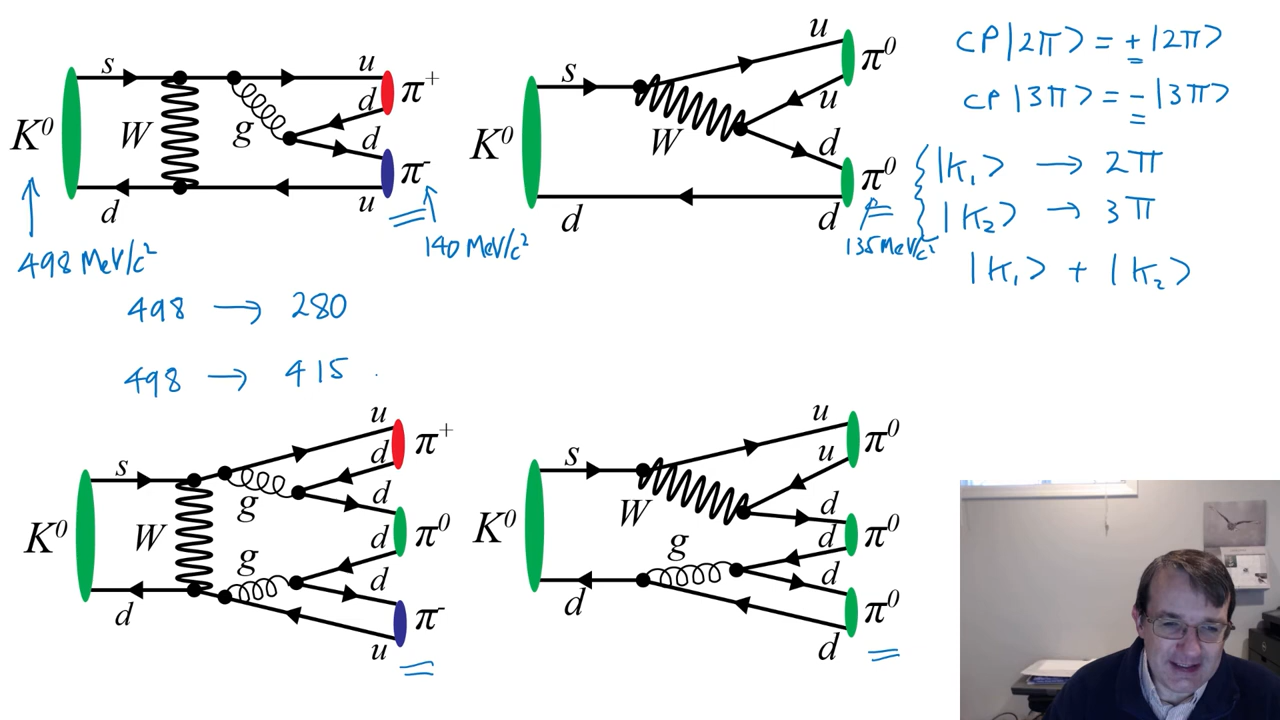 s
u
K⁰
W
g
d
π⁺
d
π⁻
d
u
498 MeV/c²
140 MeV/c²
498 → 280
498 → 415
s
u
π⁰
K⁰
W
u
d
π⁰
d
d
135 MeV/c²
CP|2π⟩ = +|2π⟩
CP|3π⟩ = −|3π⟩
|K₁⟩ → 2π
|K₂⟩ → 3π
|K₁⟩ + |K₂⟩
s
u
π⁺
d
g
d
K⁰
W
π⁰
d
g
d
d
π⁻
u
s
u
π⁰
u
K⁰
W
d
π⁰
g
d
d
d
π⁰
d